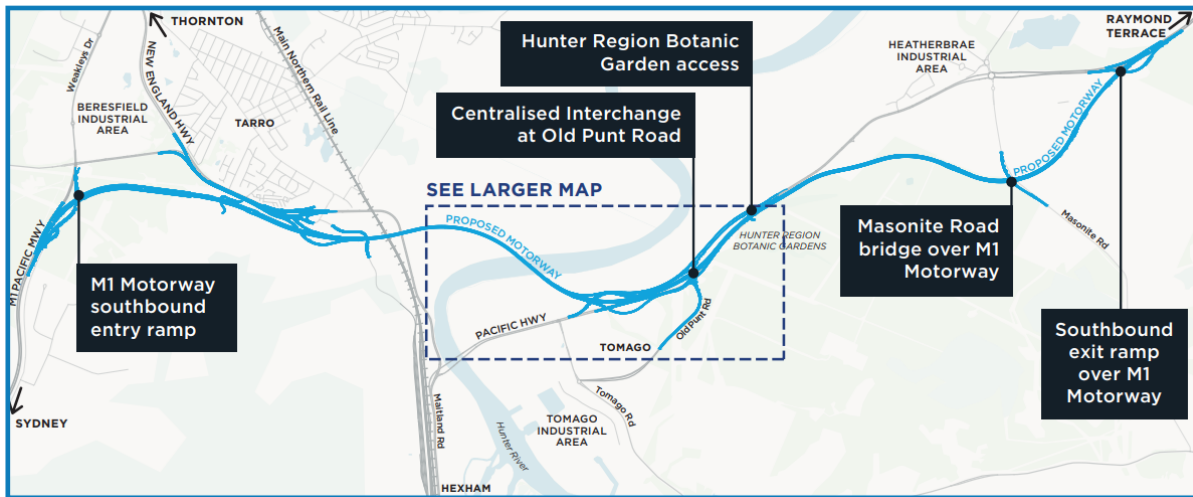 THORNTON
Weakleys Dr
NEW ENGLAND HWY
Main Northern Rail Line
BERESFIELD
INDUSTRIAL
AREA
TARRO
Hunter Region Botanic
Garden access
Centralised Interchange
at Old Punt Road
HEATHERBRAE
INDUSTRIAL
AREA
RAYMOND
TERRACE
PROPOSED MOTORWAY
SEE LARGER MAP
PROPOSED MOTORWAY
HUNTER REGION
BOTANIC GARDENS
Masonite Rd
Masonite Road
bridge over M1
Motorway
M1 PACIFIC MWY
M1 Motorway
southbound
entry ramp
PACIFIC HWY
Old Punt Rd
TOMAGO
Southbound
exit ramp
over M1
Motorway
SYDNEY
Maitland Rd
Tomago Rd
TOMAGO
INDUSTRIAL
AREA
Hunter River
HEXHAM